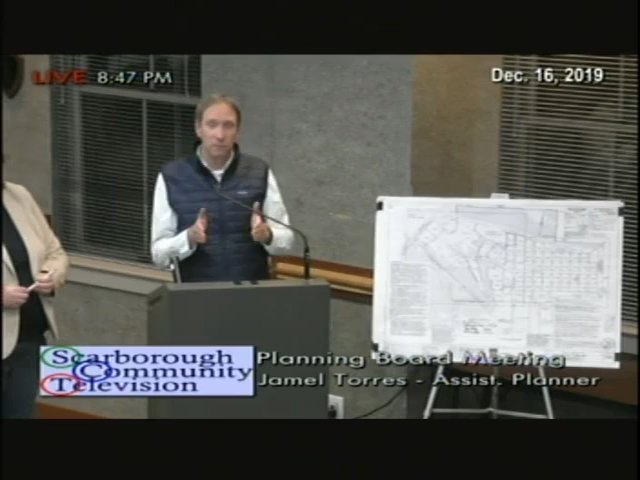 LIVE 8:47 PM
Dec. 16, 2019
Scarborough
Community
Television
Planning Board Meeting
Jamel Torres - Assist. Planner